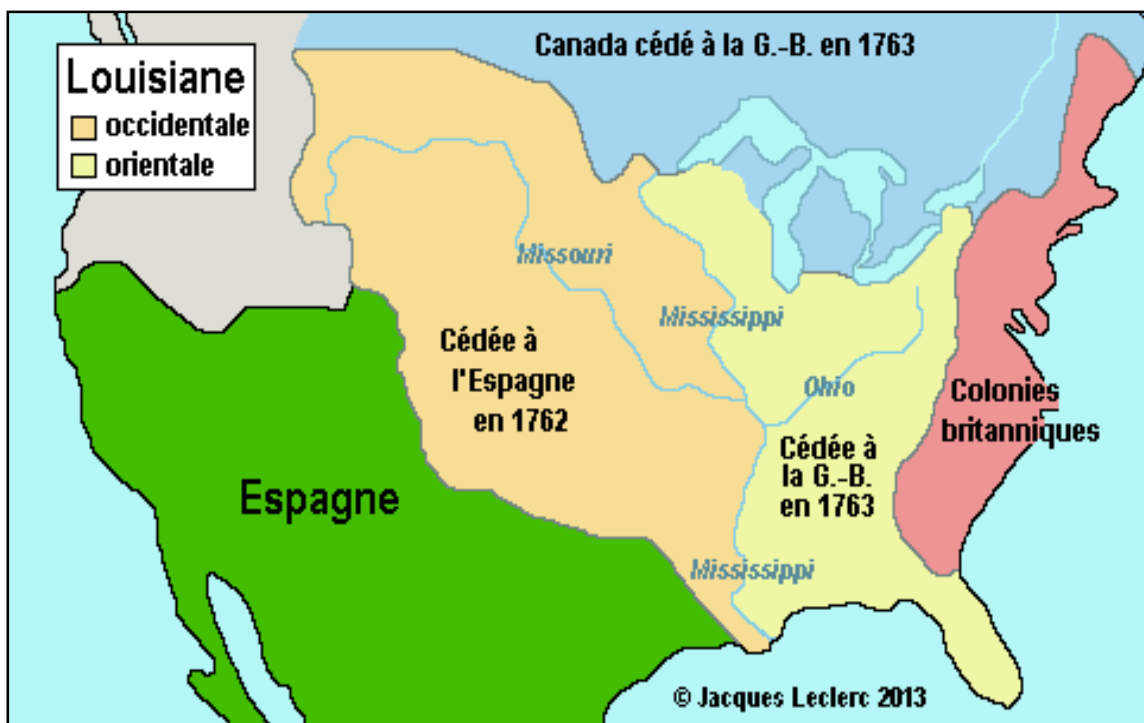 Canada cédé à la G.-B. en 1763
Louisiane
occidentale
orientale
Missouri
Mississippi
Cédée à
l'Espagne
en 1762
Ohio
Colonies
britanniques
Cédée à
la G.-B.
en 1763
Espagne
Mississippi
© Jacques Leclerc 2013